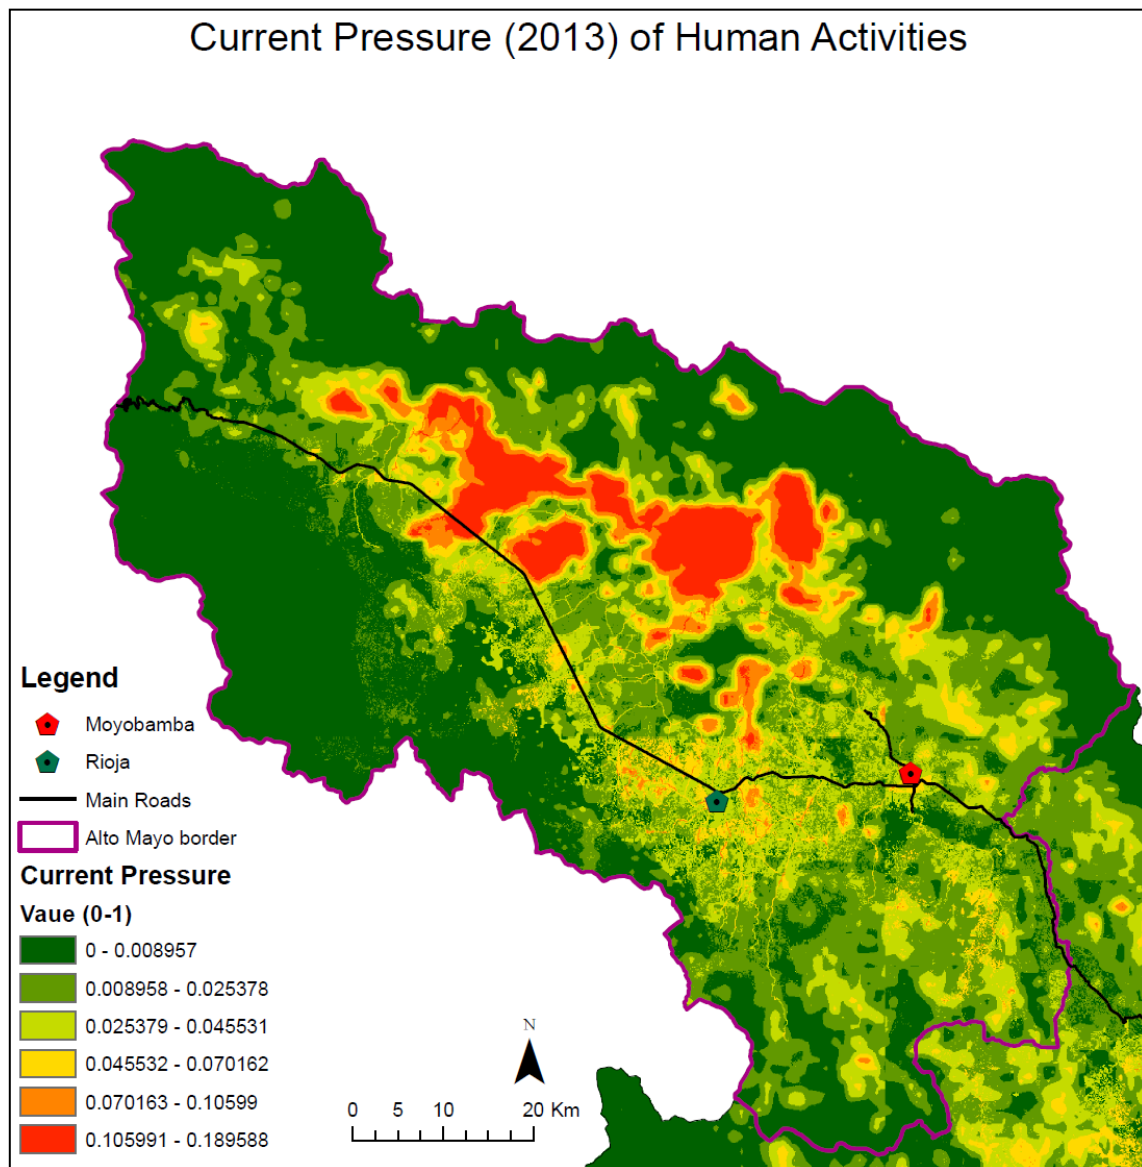 Current Pressure (2013) of Human Activities
Legend
Moyobamba
Rioja
Main Roads
Alto Mayo border
Current Pressure
Vaue (0-1)
0 - 0.008957
0.008958 - 0.025378
0.025379 - 0.045531
0.045532 - 0.070162
0.070163 - 0.10599
0.105991 - 0.189588
N
0 5 10 20 Km